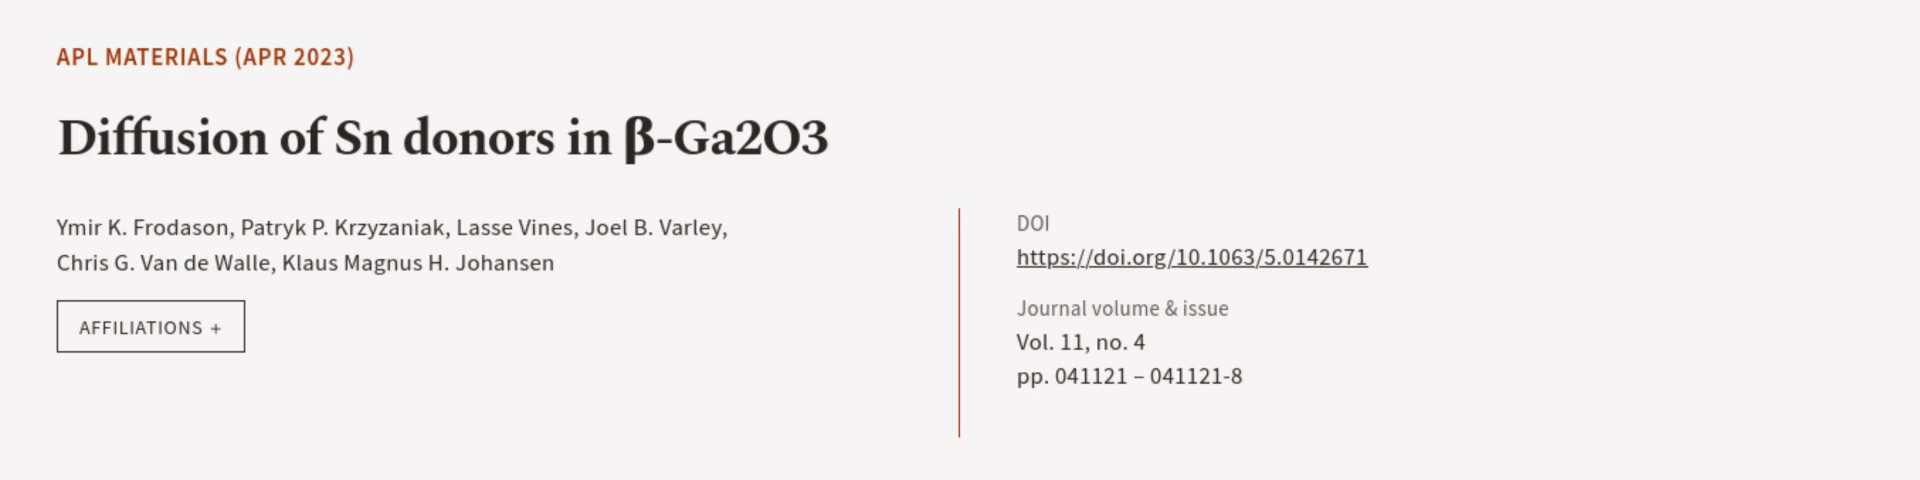 APL MATERIALS (APR 2023)
Diffusion of Sn donors in β-Ga2O3
Ymir K. Frodason, Patryk P. Krzyzaniak, Lasse Vines, Joel B. Varley,
Chris G. Van de Walle, Klaus Magnus H. Johansen
AFFILIATIONS +
DOI
https://doi.org/10.1063/5.0142671
Journal volume & issue
Vol. 11, no. 4
pp. 041121 – 041121-8